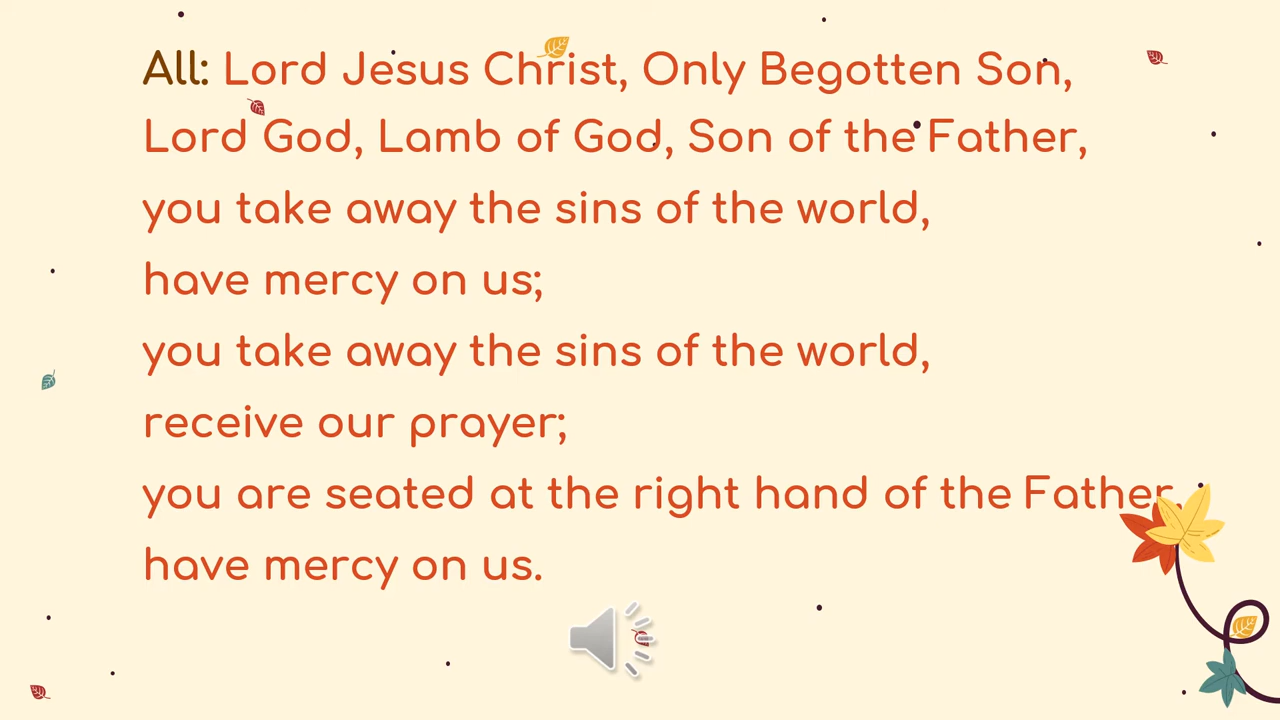 All: Lord Jesus Christ, Only Begotten Son,
Lord God, Lamb of God, Son of the Father,
you take away the sins of the world,
have mercy on us;
you take away the sins of the world,
receive our prayer;
you are seated at the right hand of the Father,
have mercy on us.